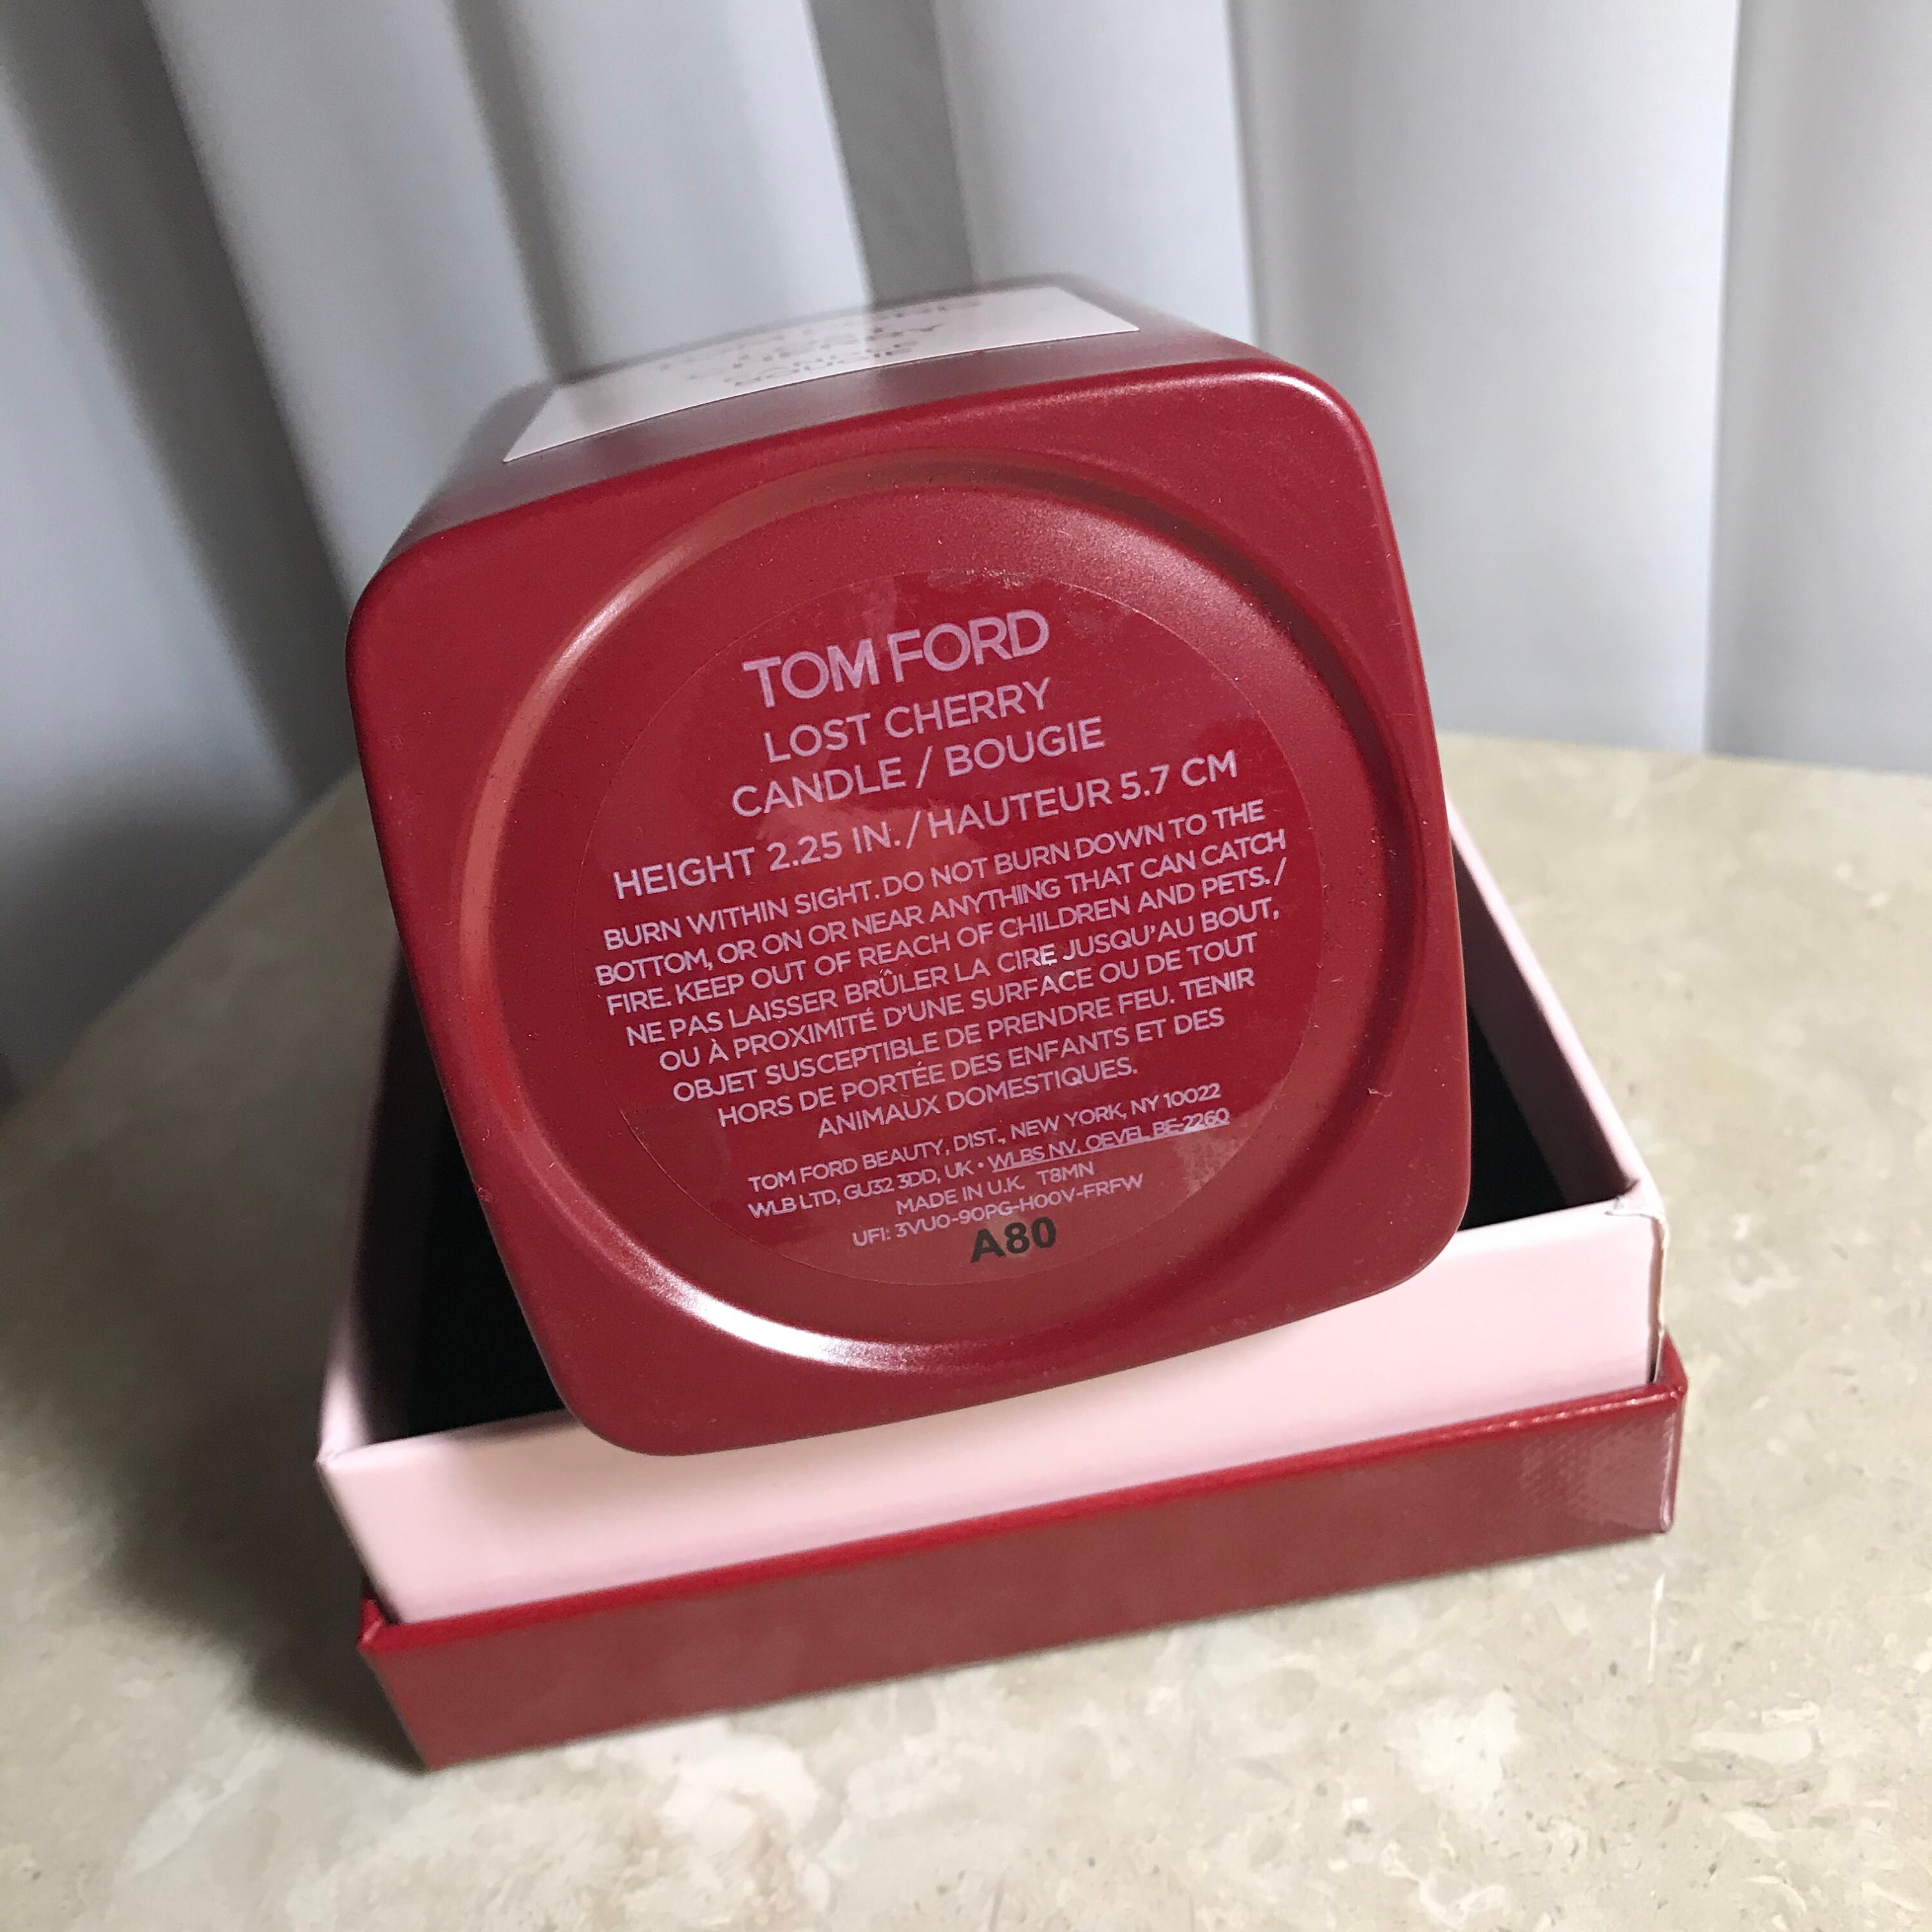 BOUGIE
TOM FORD
LOST CHERRY
CANDLE / BOUGIE
HEIGHT 2.25 IN. / HAUTEUR 5.7 CM
BURN WITHIN SIGHT. DO NOT BURN DOWN TO THE
BOTTOM, OR ON OR NEAR ANYTHING THAT CAN CATCH
FIRE. KEEP OUT OF REACH OF CHILDREN AND PETS. /
NE PAS LAISSER BRÛLER LA CIRE JUSQU'AU BOUT,
OU À PROXIMITÉ D'UNE SURFACE OU DE TOUT
OBJET SUSCEPTIBLE DE PRENDRE FEU. TENIR
HORS DE PORTÉE DES ENFANTS ET DES
ANIMAUX DOMESTIQUES.
TOM FORD BEAUTY, DIST., NEW YORK, NY 10022
WLB LTD, GU32 3DD, UK • WLBS NV, OEVEL BE-2260
MADE IN U.K. T8MN
UFI: 3VU0-90PG-H00V-FRFW
A80